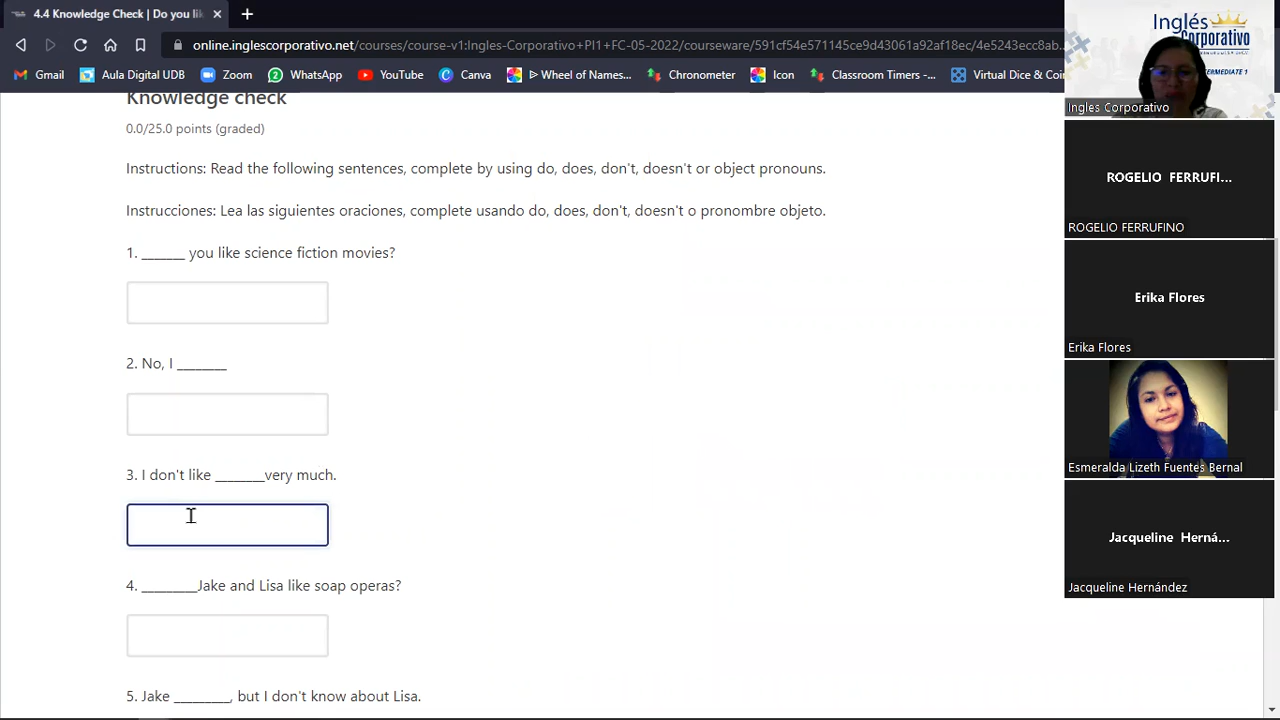 4.4 Knowledge Check | Do you lik
online.inglescorporativo.net/courses/course-v1:Ingles-Corporativo+PI1+FC-05-2022/courseware/591cf54e571145ce9d43061a92af18ec/4e5243ecc8ab...
Gmail
Aula Digital UDB
Zoom
WhatsApp
YouTube
Canva
ᐅ Wheel of Names...
Chronometer
Icon
Classroom Timers -...
Virtual Dice & Coin
Knowledge check
0.0/25.0 points (graded)
Instructions: Read the following sentences, complete by using do, does, don't, doesn't or object pronouns.
Instrucciones: Lea las siguientes oraciones, complete usando do, does, don't, doesn't o pronombre objeto.
1. ______ you like science fiction movies?
2. No, I _______
3. I don't like _______very much.
4. ________Jake and Lisa like soap operas?
5. Jake ________, but I don't know about Lisa.
Inglés
Corporativo
Ingles Corporativo
ROGELIO FERRUFI...
ROGELIO FERRUFINO
Erika Flores
Erika Flores
Esmeralda Lizeth Fuentes Bernal
Jacqueline Herná...
Jacqueline Hernández